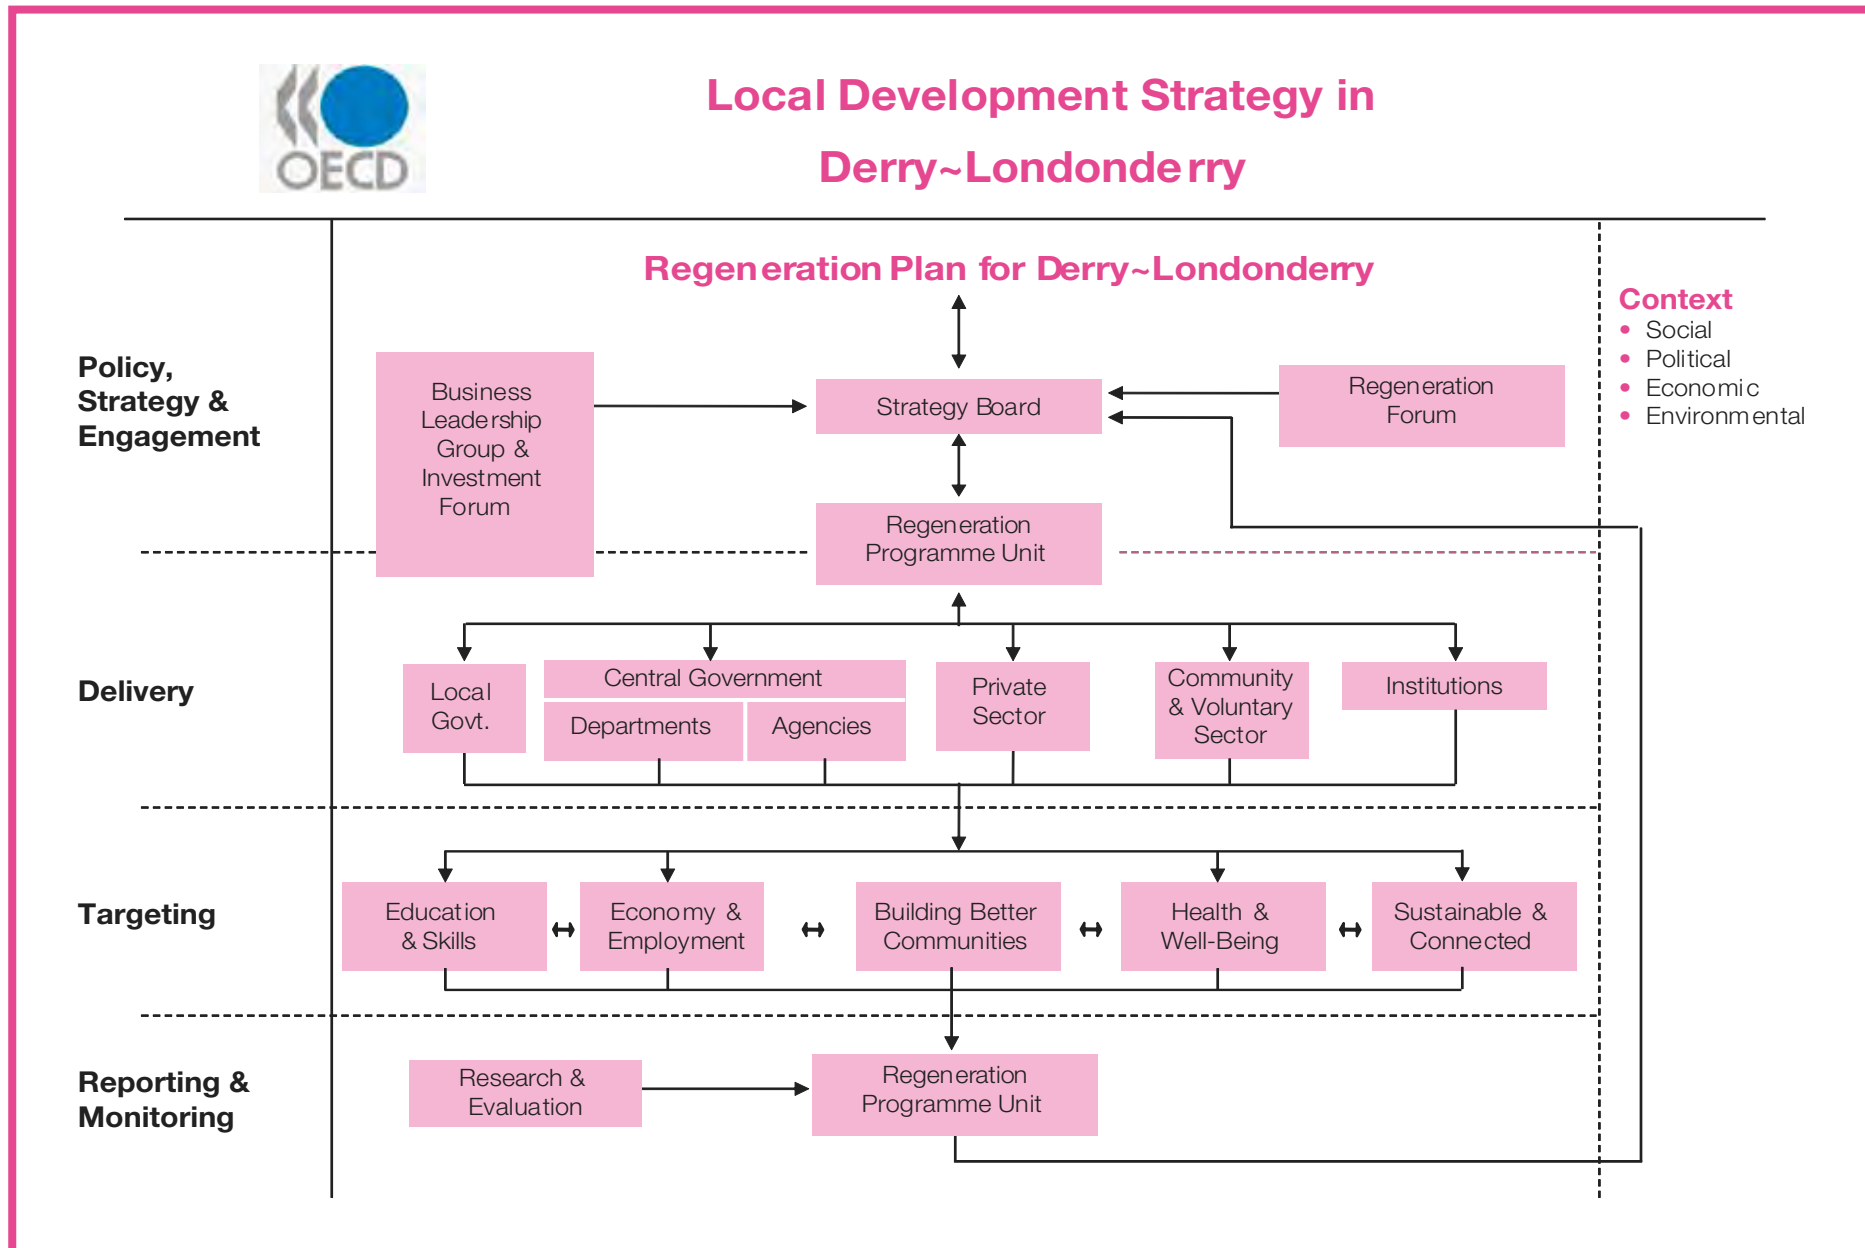 OECD
Local Development Strategy in
Derry~Londonderry
Regeneration Plan for Derry~Londonderry
Context
• Social
• Political
• Economic
• Environmental
Policy,
Strategy &
Engagement
Business
Leadership
Group &
Investment
Forum
Strategy Board
Regeneration
Forum
Regeneration
Programme Unit
Delivery
Local
Govt.
Central Government
Departments
Agencies
Private
Sector
Community
& Voluntary
Sector
Institutions
Targeting
Education
& Skills
Economy &
Employment
Building Better
Communities
Health &
Well-Being
Sustainable &
Connected
Reporting &
Monitoring
Research &
Evaluation
Regeneration
Programme Unit